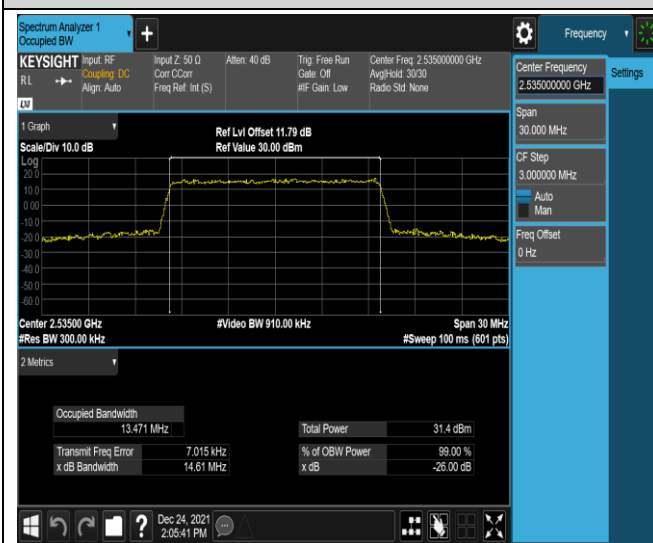 Spectrum Analyzer 1
Occupied BW
+
Frequency
KEYSIGHT
RL
LXI
Input: RF
Coupling: DC
Align: Auto
Input Z: 50 Ω
Corr CCorr
Freq Ref: Int (S)
Atten: 40 dB
Trig: Free Run
Gate: Off
#IF Gain: Low
Center Freq: 2.535000000 GHz
Avg|Hold: 30/30
Radio Std: None
Center Frequency
2.535000000 GHz
Settings
Span
30.000 MHz
CF Step
3.000000 MHz
Auto
Man
Freq Offset
0 Hz
1 Graph
Scale/Div 10.0 dB
Ref Lvl Offset 11.79 dB
Ref Value 30.00 dBm
Log
20.0
10.0
0.00
-10.0
-20.0
-30.0
-40.0
-50.0
-60.0
Center 2.53500 GHz
#Video BW 910.00 kHz
Span 30 MHz
#Res BW 300.00 kHz
#Sweep 100 ms (601 pts)
2 Metrics
Occupied Bandwidth
13.471 MHz
Total Power 31.4 dBm
Transmit Freq Error 7.015 kHz
% of OBW Power 99.00 %
x dB Bandwidth 14.61 MHz
x dB -26.00 dB
?
Dec 24, 2021
2:05:41 PM